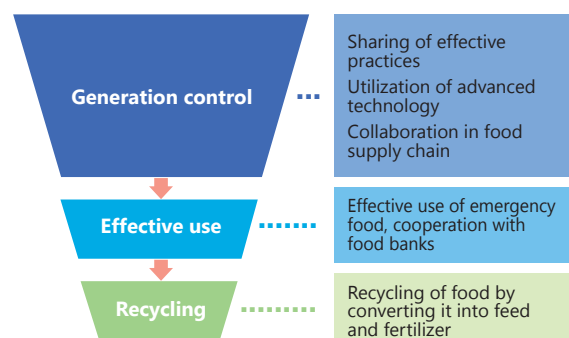 Generation control
Sharing of effective
practices
Utilization of advanced
technology
Collaboration in food
supply chain
Effective use
Effective use of emergency
food, cooperation with
food banks
Recycling
Recycling of food by
converting it into feed
and fertilizer